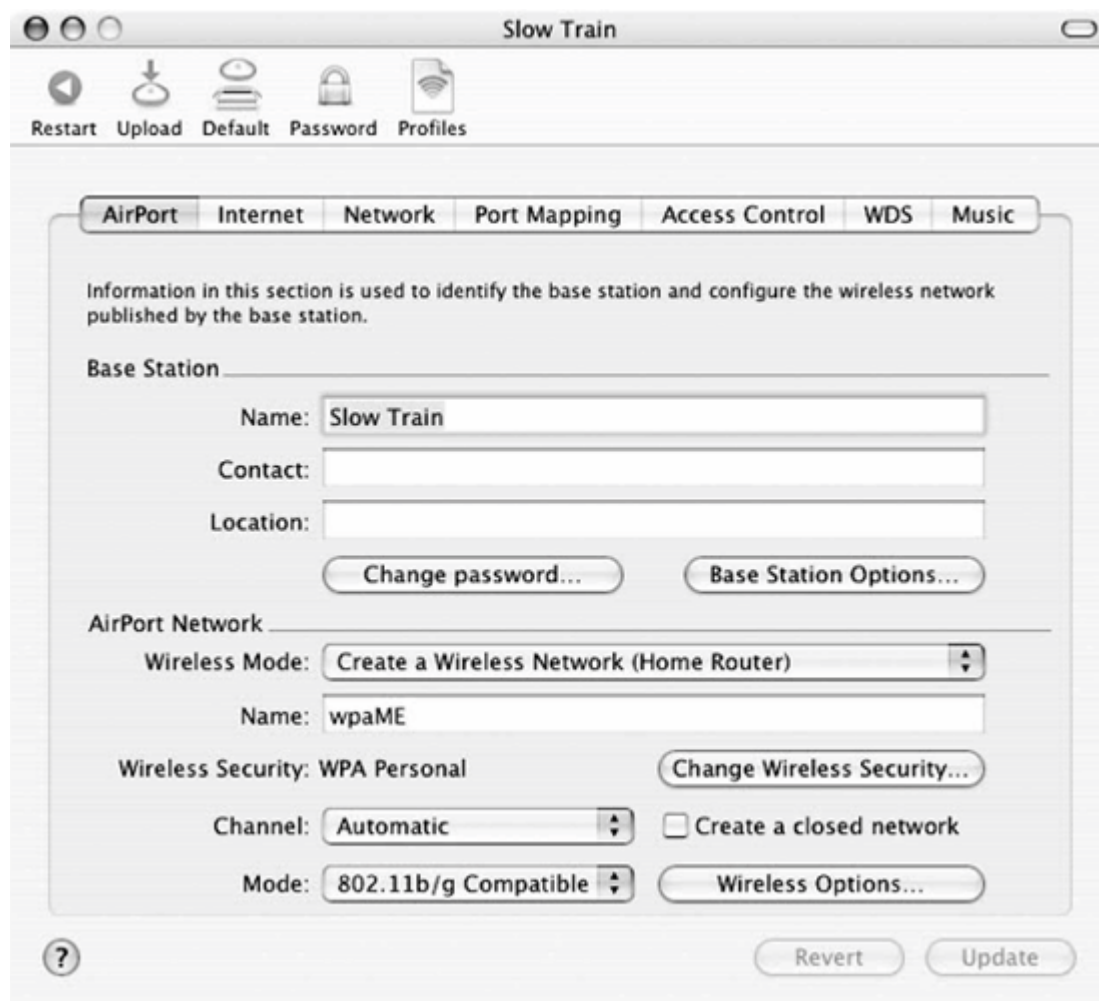 Slow Train
Restart Upload Default Password Profiles
AirPort Internet Network Port Mapping Access Control WDS Music
Information in this section is used to identify the base station and configure the wireless network
published by the base station.
Base Station
Name: Slow Train
Contact:
Location:
Change password... Base Station Options...
AirPort Network
Wireless Mode: Create a Wireless Network (Home Router)
Name: wpaME
Wireless Security: WPA Personal Change Wireless Security...
Channel: Automatic Create a closed network
Mode: 802.11b/g Compatible Wireless Options...
? Revert Update